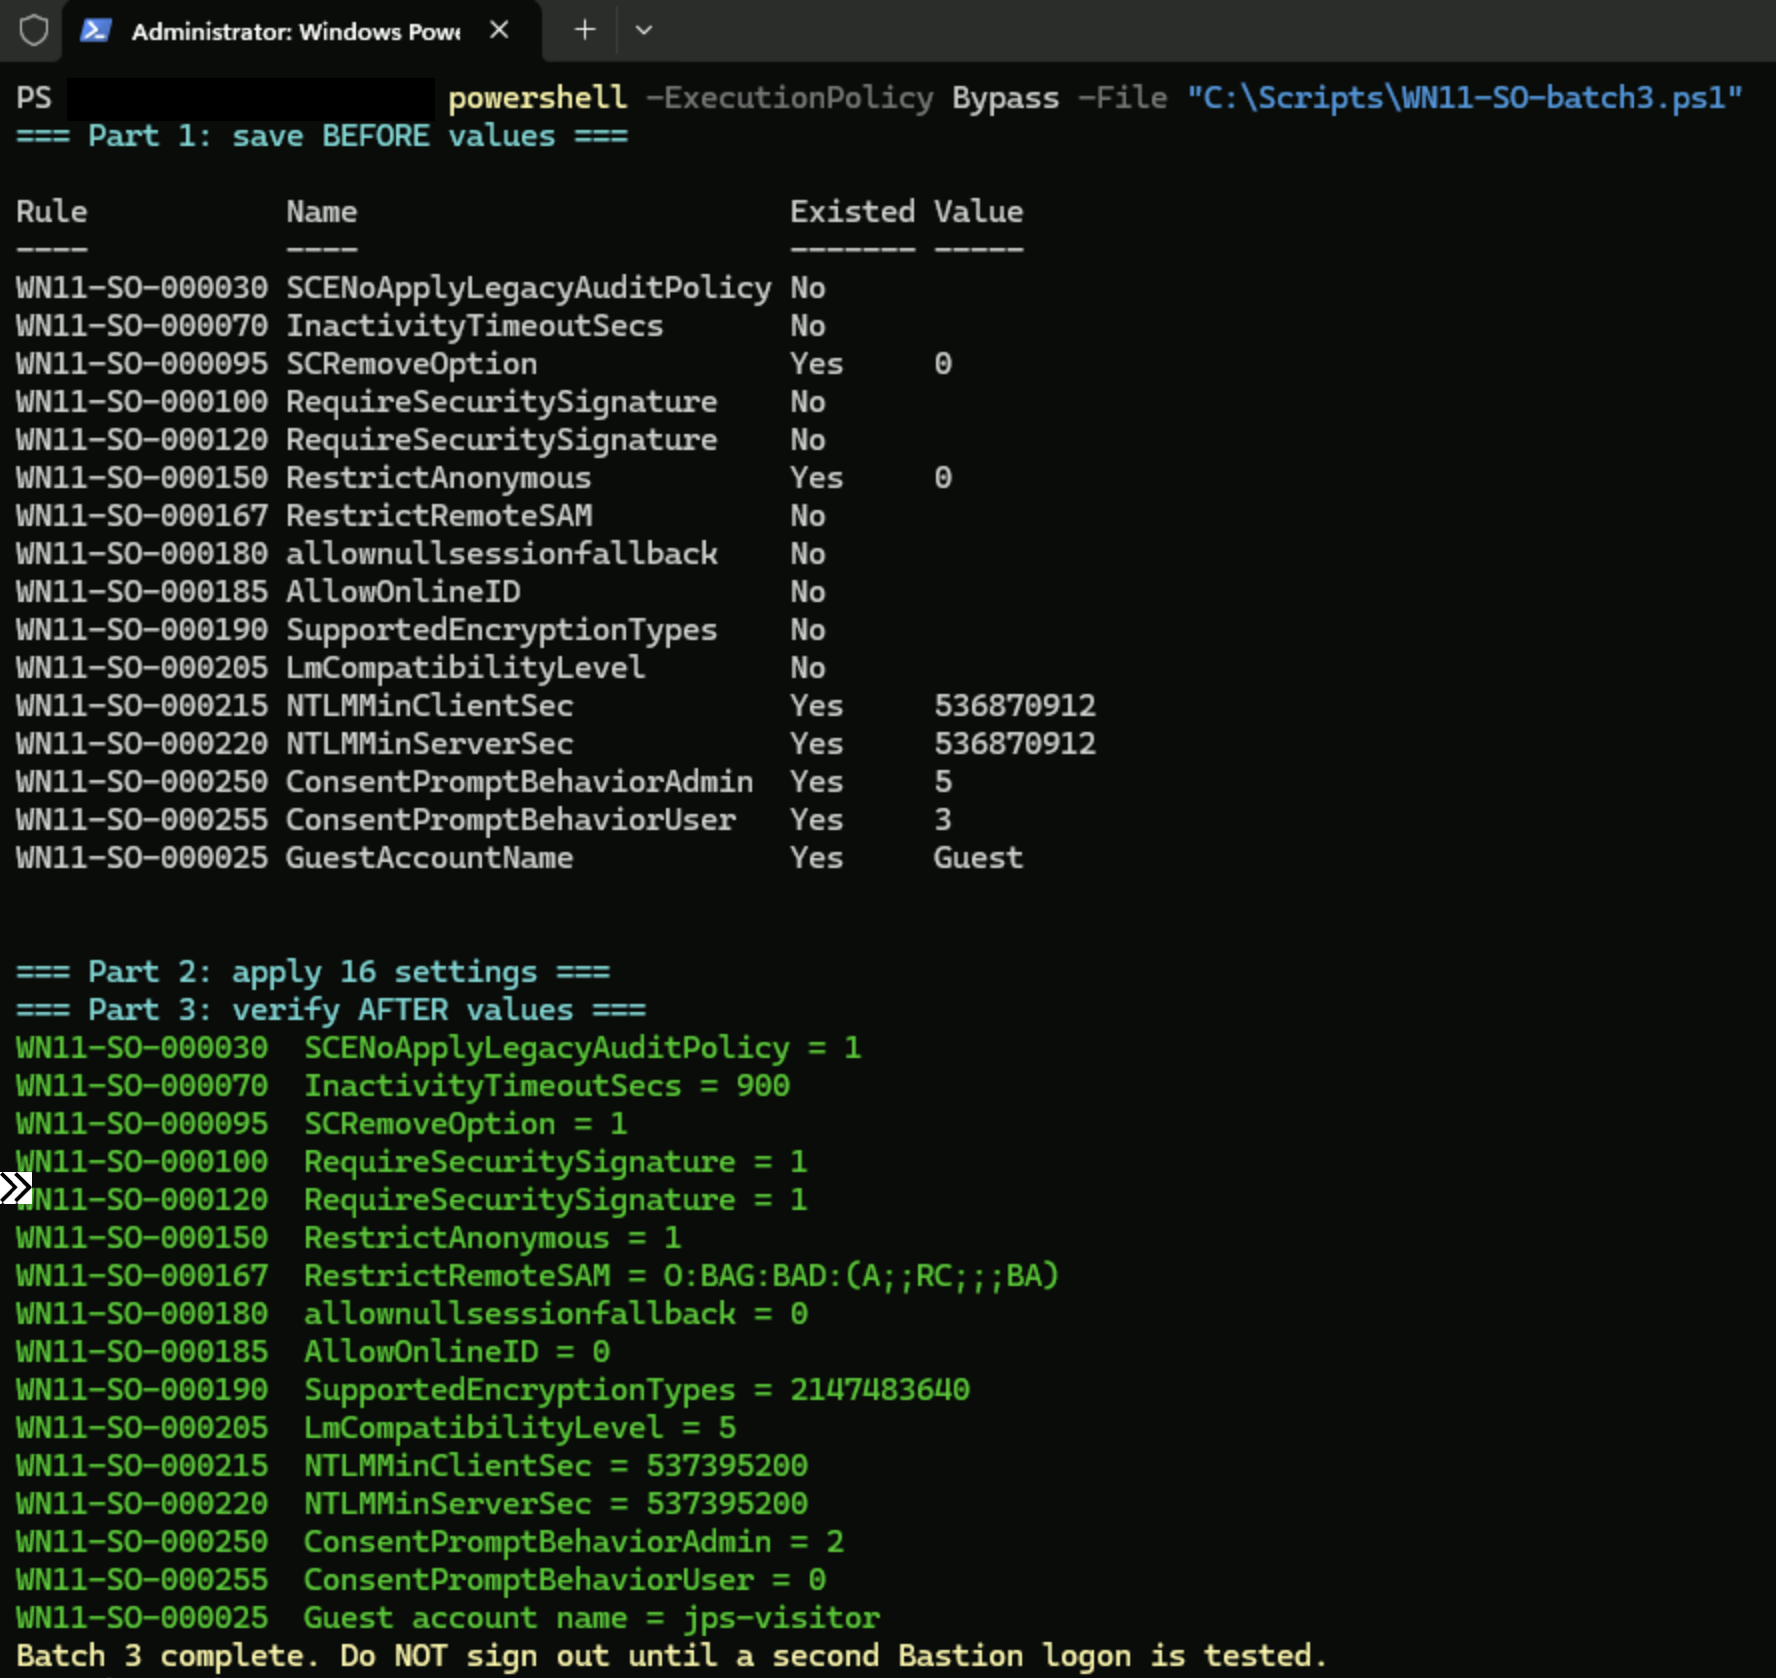 Administrator: Windows Powe
PS powershell -ExecutionPolicy Bypass -File "C:\Scripts\WN11-SO-batch3.ps1"
=== Part 1: save BEFORE values ===
Rule Name Existed Value
---- ---- ------- -----
WN11-SO-000030 SCENoApplyLegacyAuditPolicy No
WN11-SO-000070 InactivityTimeoutSecs No
WN11-SO-000095 SCRemoveOption Yes 0
WN11-SO-000100 RequireSecuritySignature No
WN11-SO-000120 RequireSecuritySignature No
WN11-SO-000150 RestrictAnonymous Yes 0
WN11-SO-000167 RestrictRemoteSAM No
WN11-SO-000180 allownullsessionfallback No
WN11-SO-000185 AllowOnlineID No
WN11-SO-000190 SupportedEncryptionTypes No
WN11-SO-000205 LmCompatibilityLevel No
WN11-SO-000215 NTLMMinClientSec Yes 536870912
WN11-SO-000220 NTLMMinServerSec Yes 536870912
WN11-SO-000250 ConsentPromptBehaviorAdmin Yes 5
WN11-SO-000255 ConsentPromptBehaviorUser Yes 3
WN11-SO-000025 GuestAccountName Yes Guest
=== Part 2: apply 16 settings ===
=== Part 3: verify AFTER values ===
WN11-SO-000030 SCENoApplyLegacyAuditPolicy = 1
WN11-SO-000070 InactivityTimeoutSecs = 900
WN11-SO-000095 SCRemoveOption = 1
WN11-SO-000100 RequireSecuritySignature = 1
WN11-SO-000120 RequireSecuritySignature = 1
WN11-SO-000150 RestrictAnonymous = 1
WN11-SO-000167 RestrictRemoteSAM = O:BAG:BAD:(A;;RC;;;BA)
WN11-SO-000180 allownullsessionfallback = 0
WN11-SO-000185 AllowOnlineID = 0
WN11-SO-000190 SupportedEncryptionTypes = 2147483640
WN11-SO-000205 LmCompatibilityLevel = 5
WN11-SO-000215 NTLMMinClientSec = 537395200
WN11-SO-000220 NTLMMinServerSec = 537395200
WN11-SO-000250 ConsentPromptBehaviorAdmin = 2
WN11-SO-000255 ConsentPromptBehaviorUser = 0
WN11-SO-000025 Guest account name = jps-visitor
Batch 3 complete. Do NOT sign out until a second Bastion logon is tested.